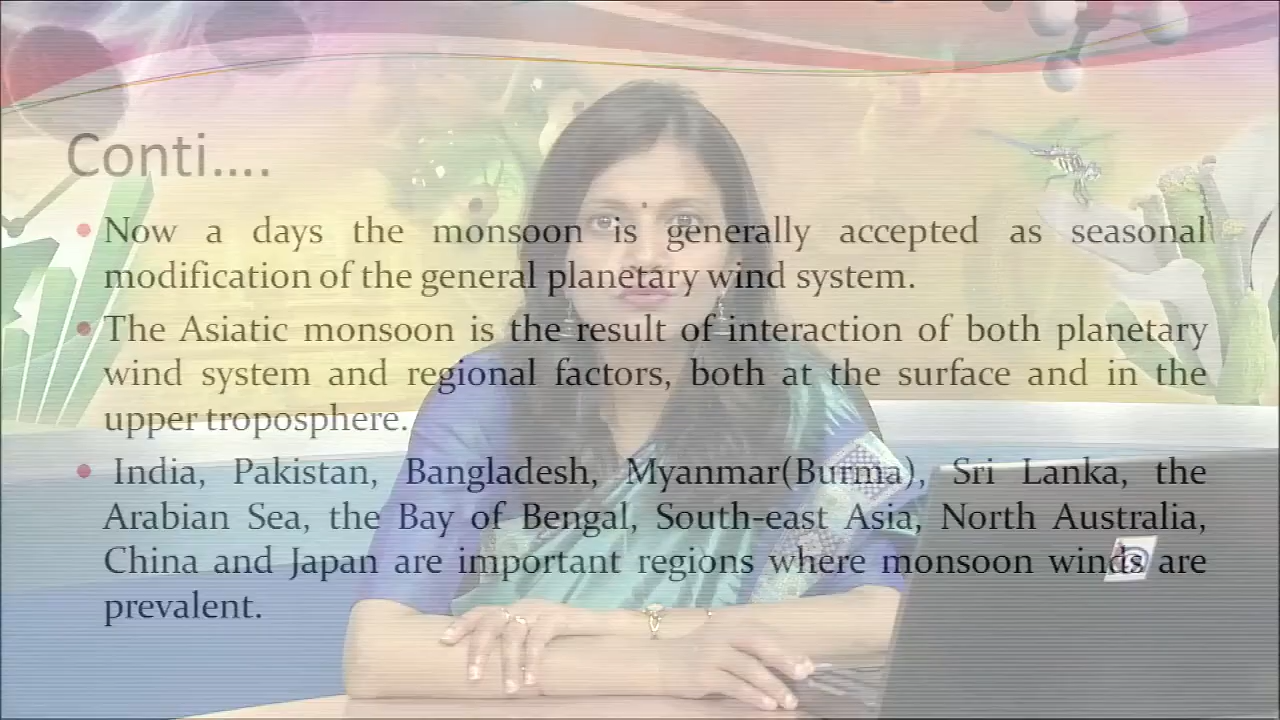 Conti....
• Now a days the monsoon is generally accepted as seasonal
modification of the general planetary wind system.
• The Asiatic monsoon is the result of interaction of both planetary
wind system and regional factors, both at the surface and in the
upper troposphere.
• India, Pakistan, Bangladesh, Myanmar(Burma), Sri Lanka, the
Arabian Sea, the Bay of Bengal, South-east Asia, North Australia,
China and Japan are important regions where monsoon winds are
prevalent.